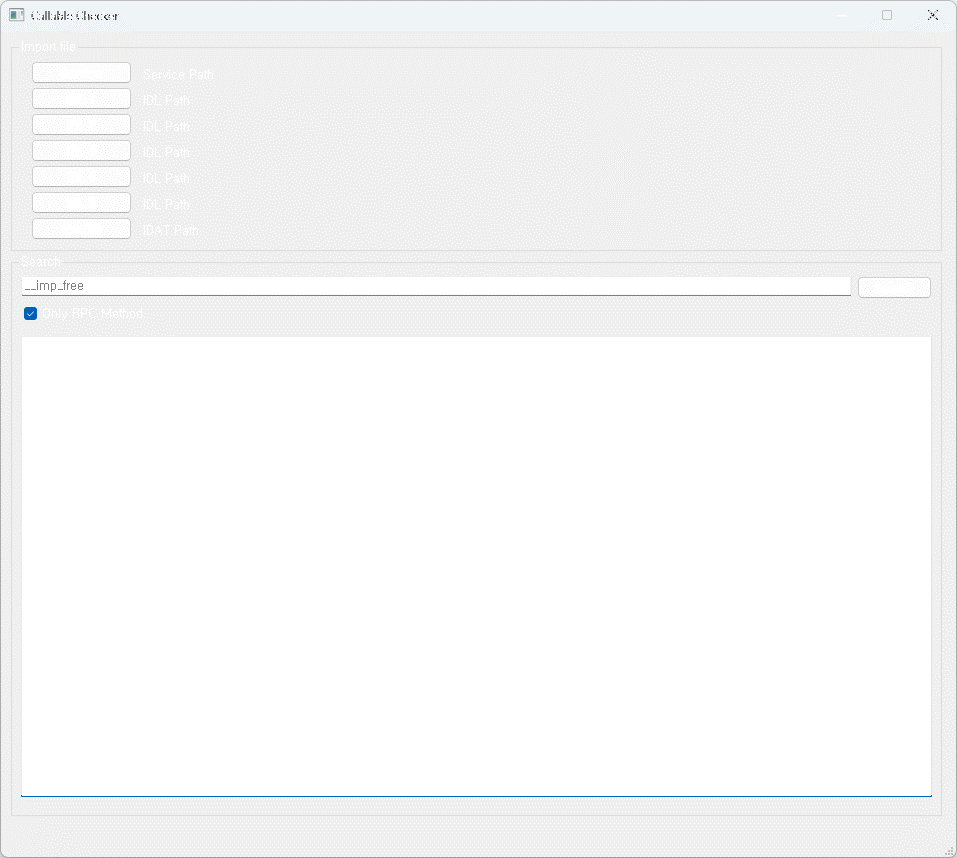 Callable Checker
Import file
Service Path
IDL Path
IDL Path
IDL Path
IDL Path
IDL Path
IDAT Path
Search
__imp_free
Only RPC Method